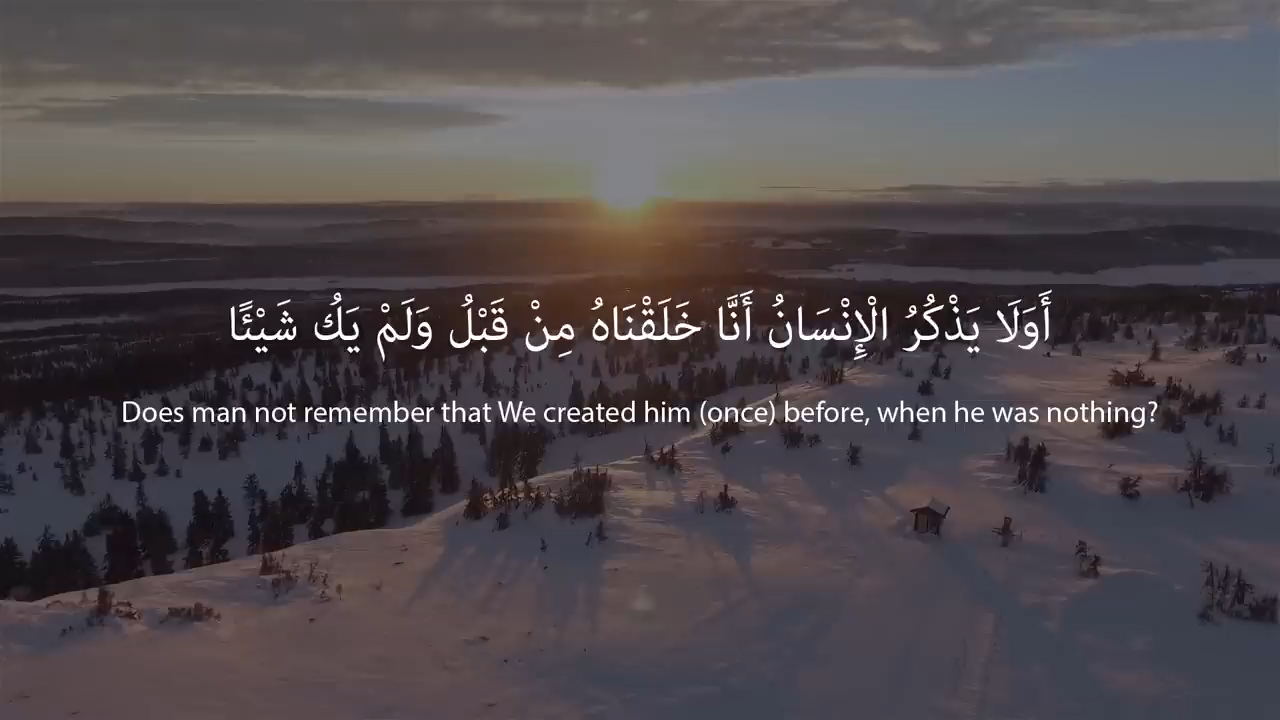 أَوَلَا يَذْكُرُ الْإِنْسَانُ أَنَّا خَلَقْنَاهُ مِنْ قَبْلُ وَلَمْ يَكُ شَيْئًا
Does man not remember that We created him (once) before, when he was nothing?